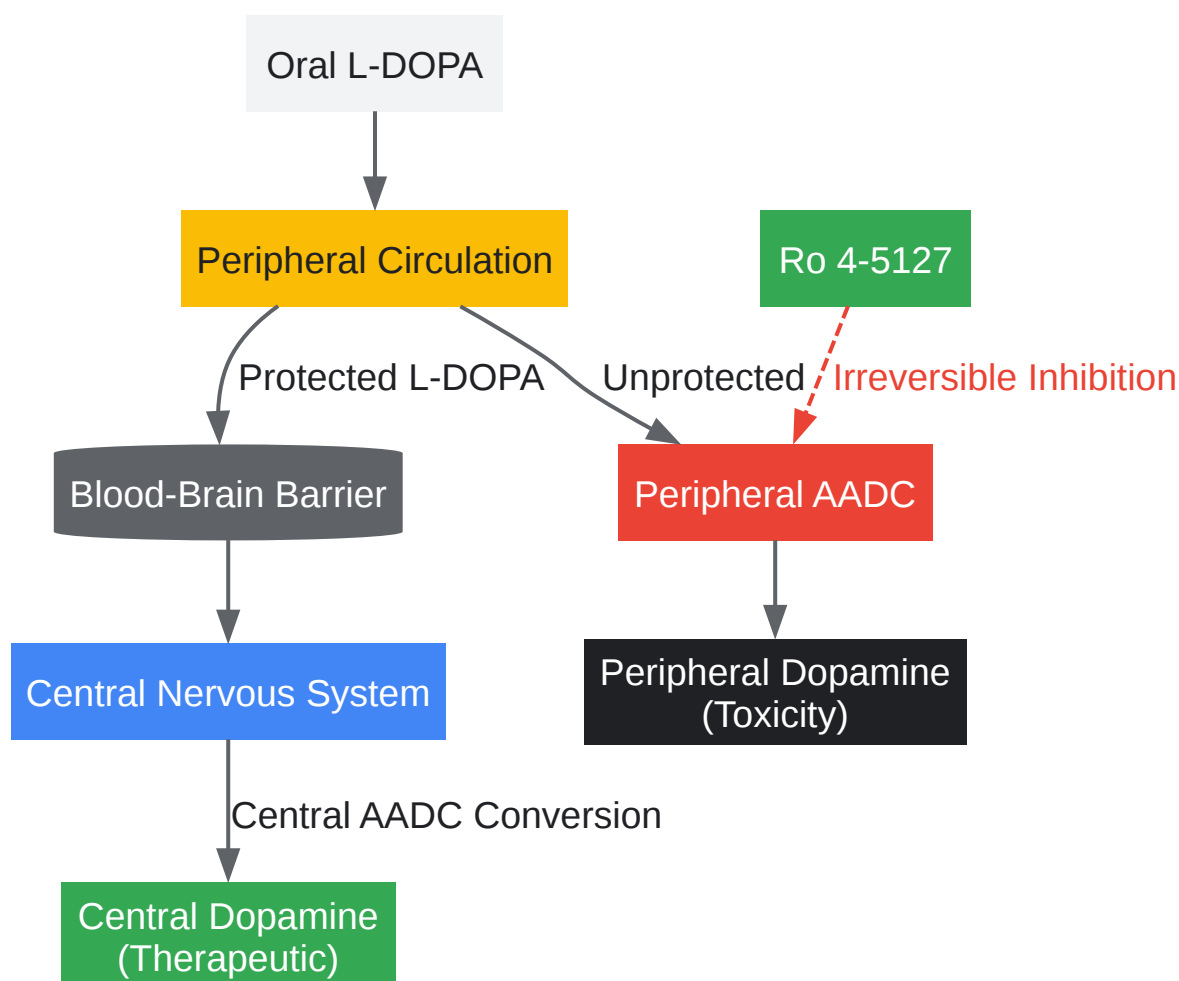 Oral L-DOPA
Peripheral Circulation
Ro 4-5127
Protected L-DOPA
Unprotected
Irreversible Inhibition
Blood-Brain Barrier
Peripheral AADC
Central Nervous System
Peripheral Dopamine
(Toxicity)
Central AADC Conversion
Central Dopamine
(Therapeutic)